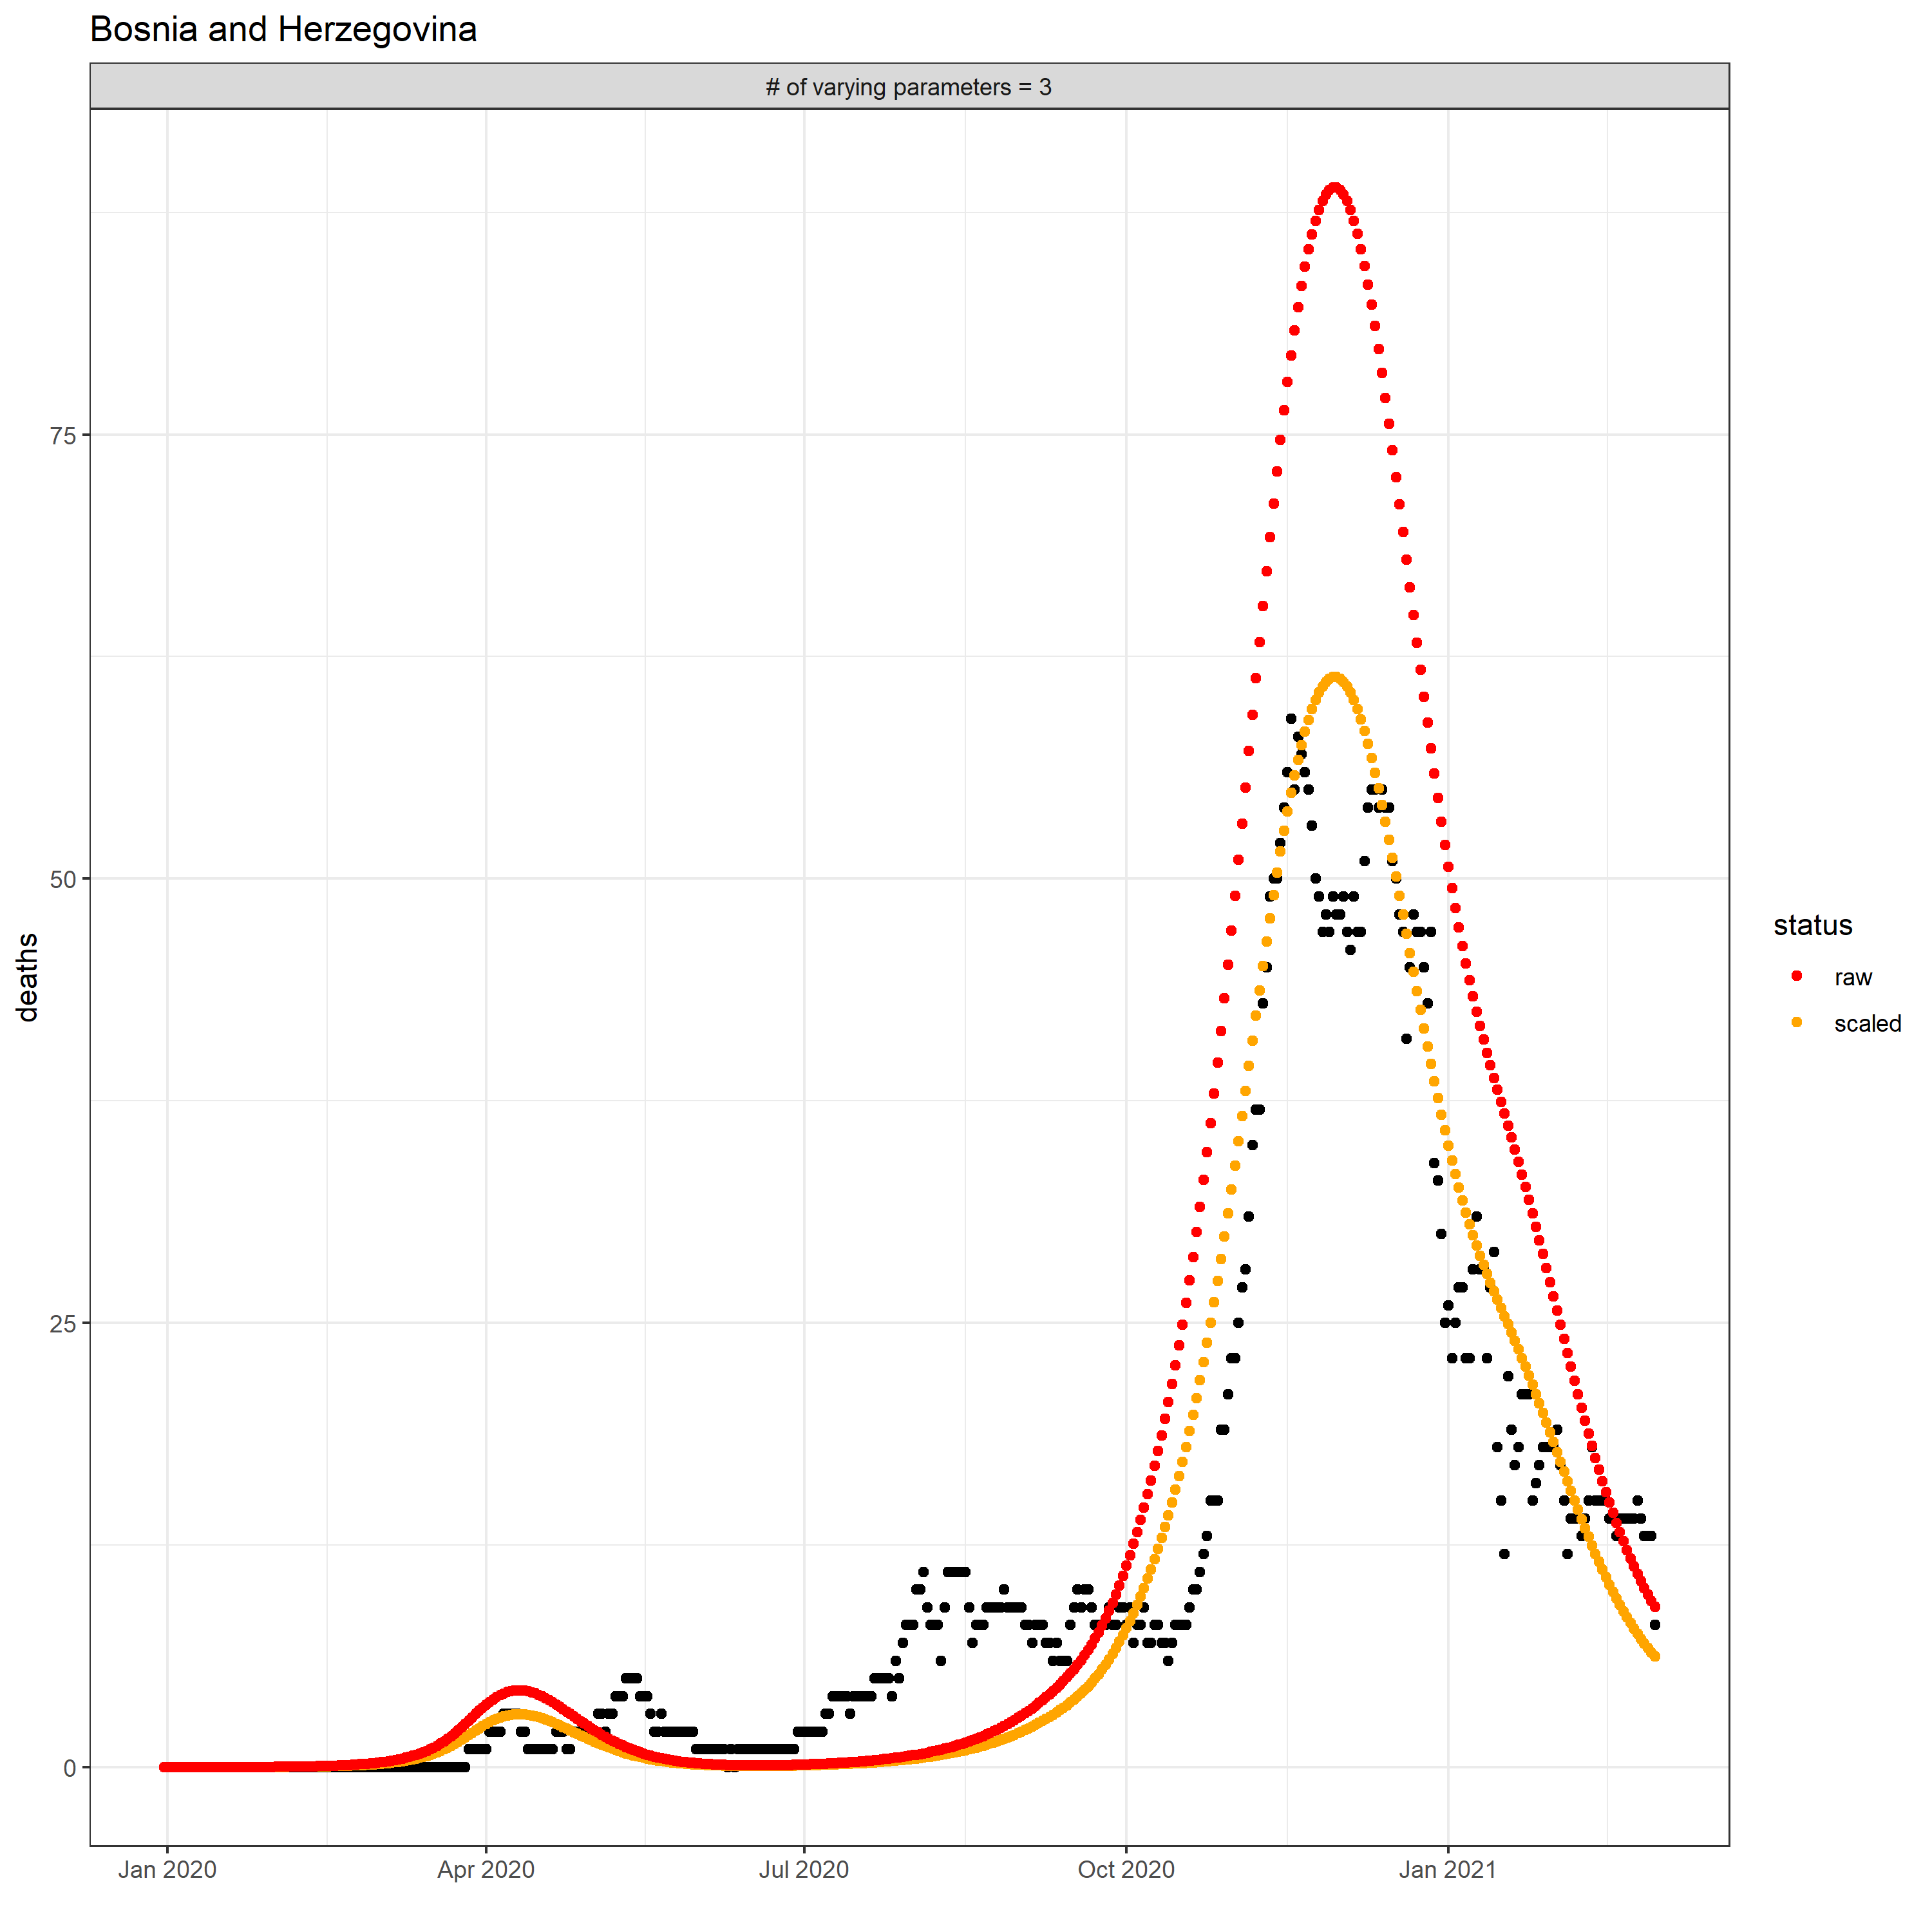 Bosnia and Herzegovina
# of varying parameters = 3
75
50
25
0
deaths
Jan 2020
Apr 2020
Jul 2020
Oct 2020
Jan 2021
status
raw
scaled